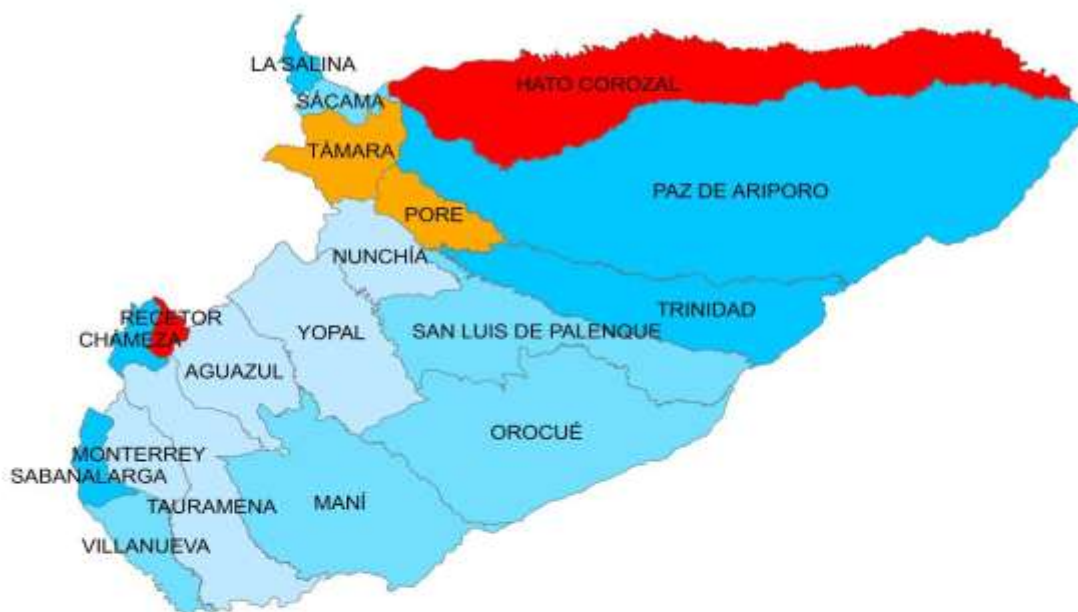 LA SALINA
HATO COROZAL
SÁCAMA
TÁMARA
PAZ DE ARIPORO
PORE
NUNCHÍA
TRINIDAD
RECETOR
SAN LUIS DE PALENQUE
YOPAL
CHÁMEZA
AGUAZUL
OROCUÉ
MONTERREY
SABANALARGA
MANÍ
TAURAMENA
VILLANUEVA